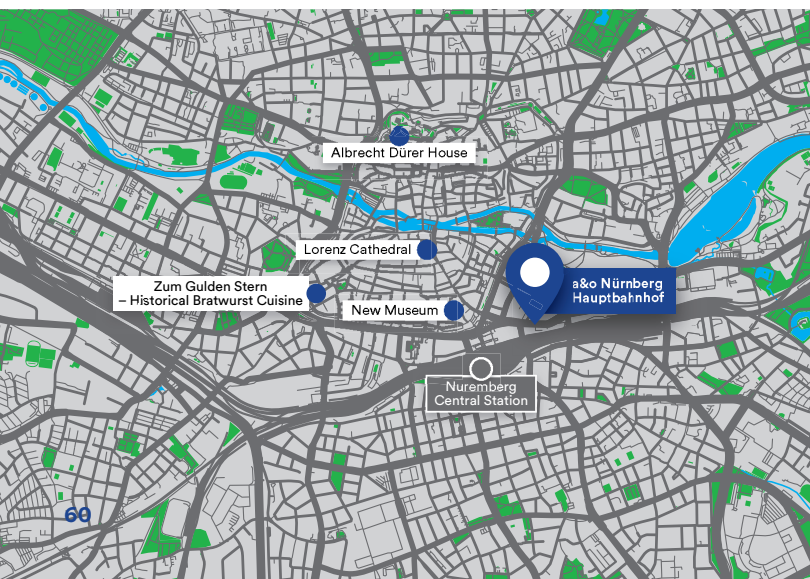 Albrecht Dürer House
Lorenz Cathedral
Zum Gulden Stern
– Historical Bratwurst Cuisine
a&o Nürnberg
Hauptbahnhof
New Museum
Nuremberg
Central Station
60